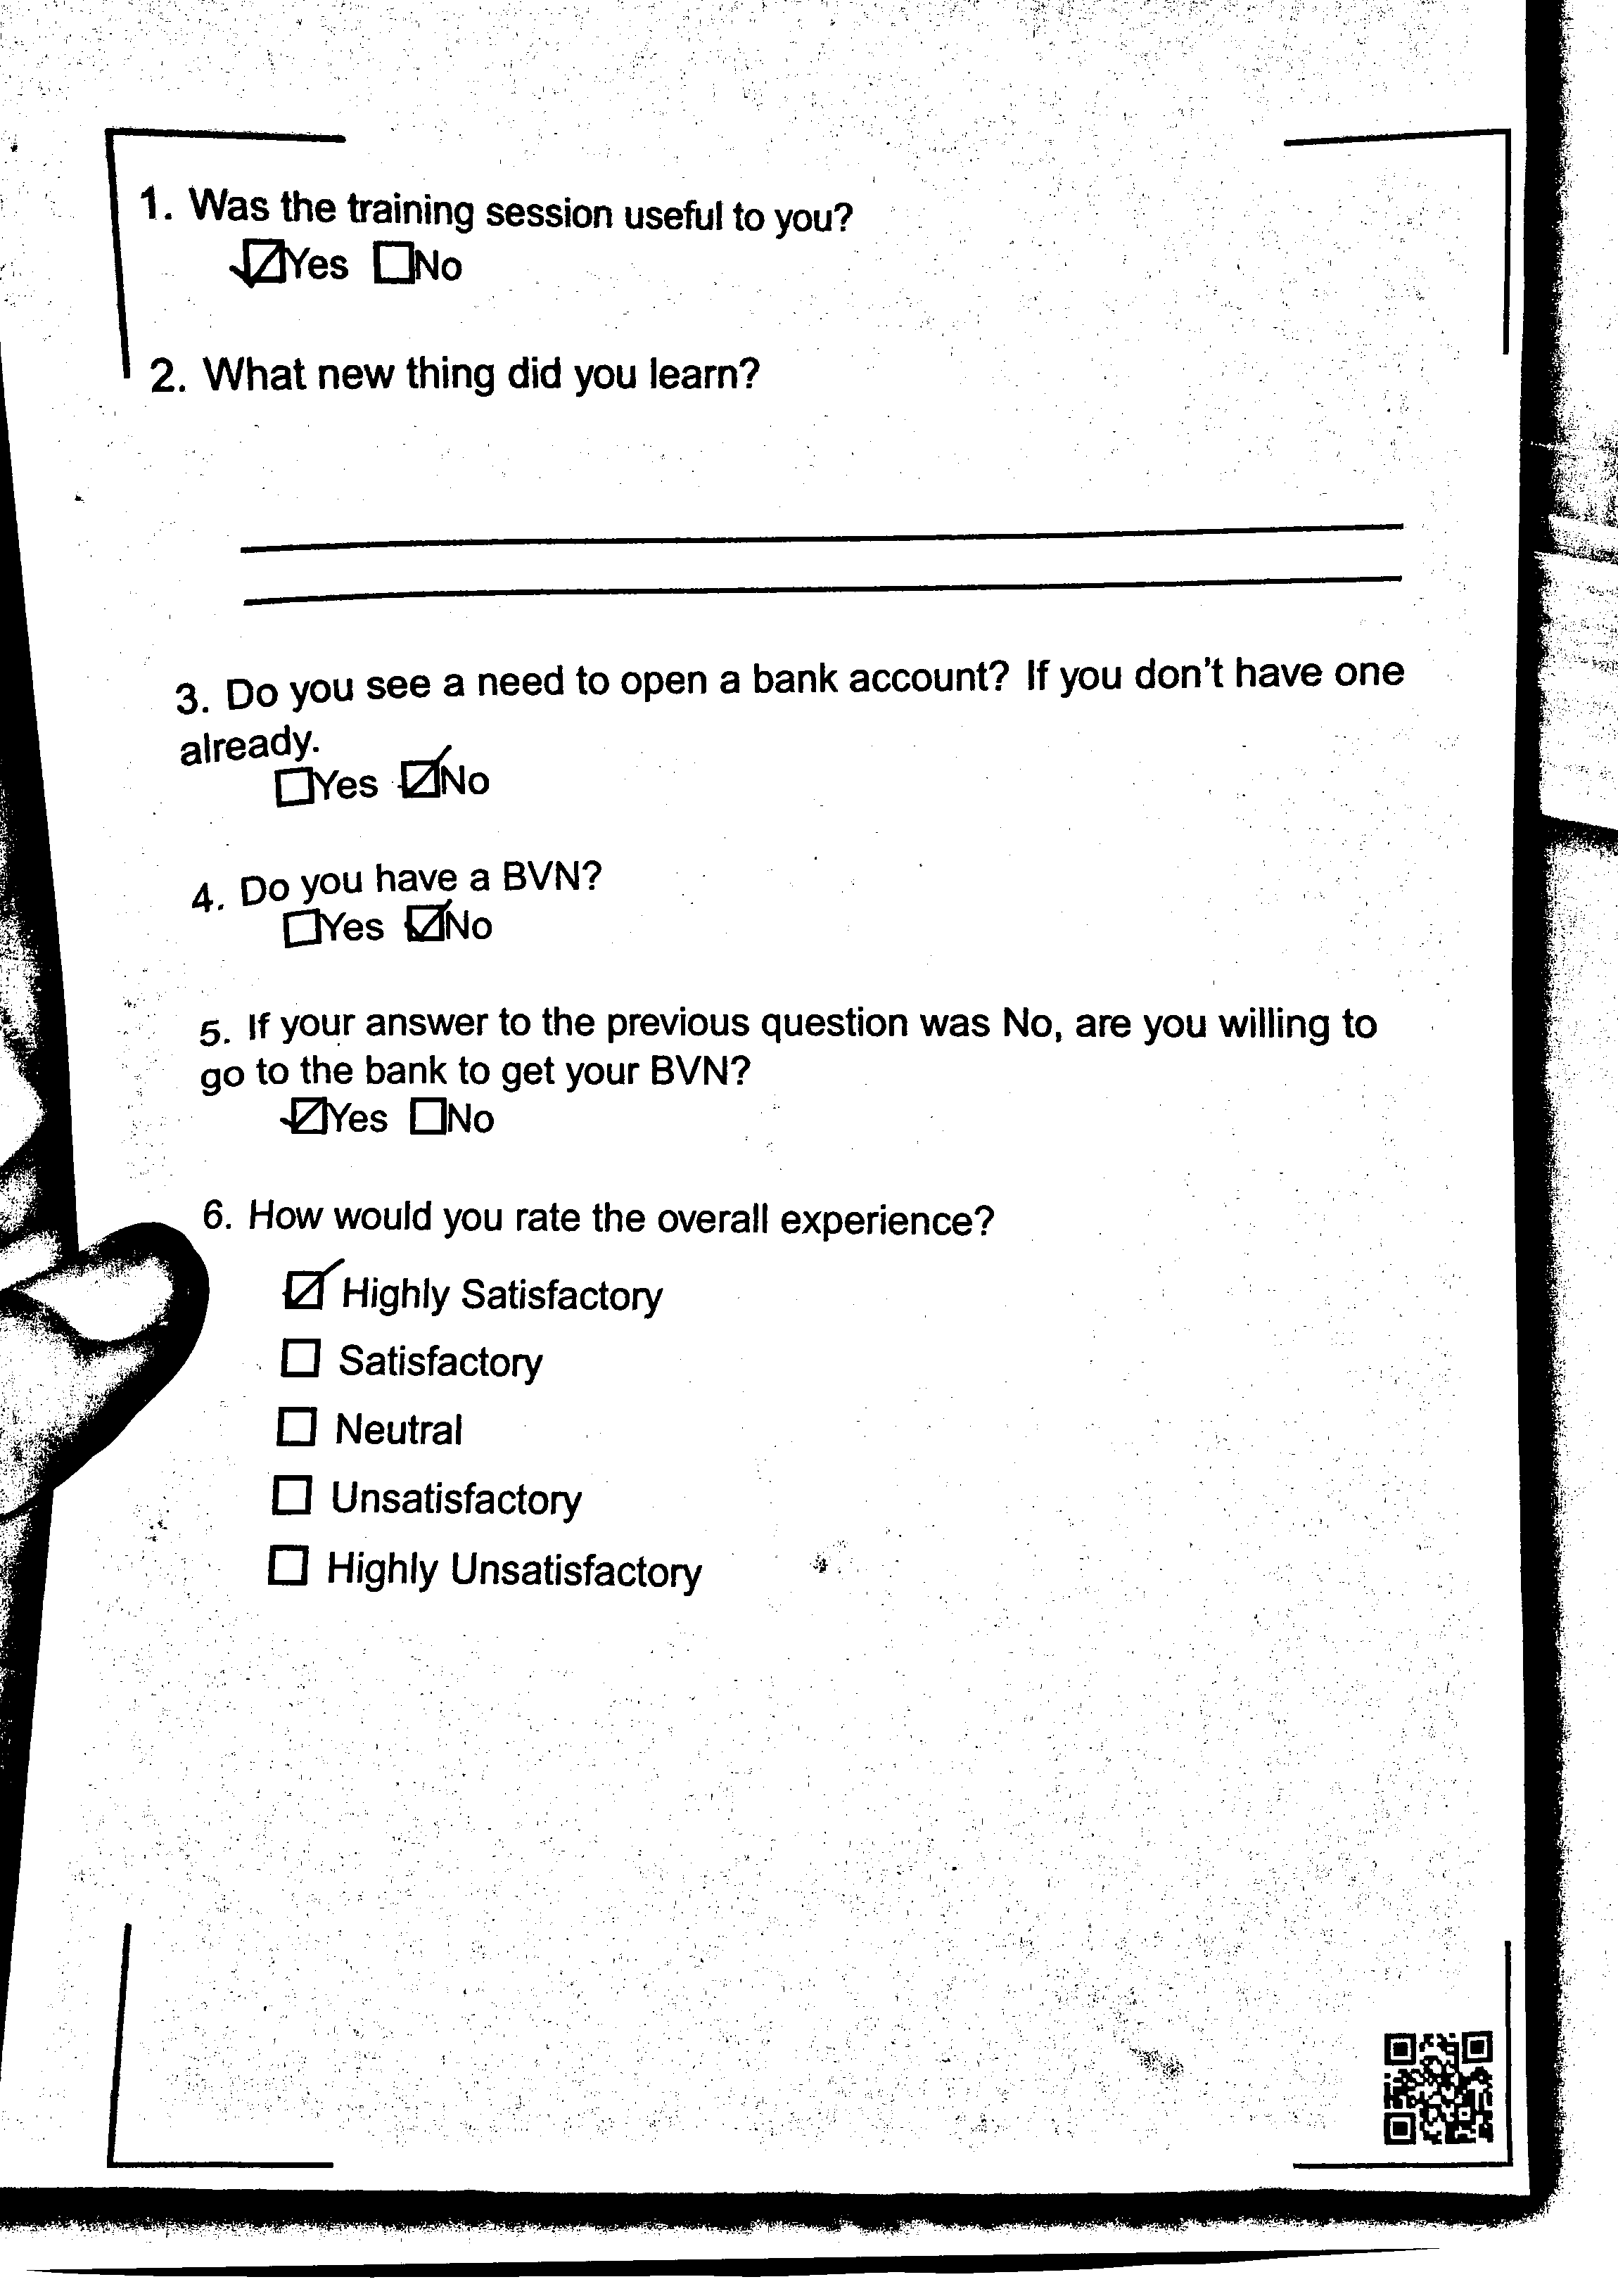 1. Was the training session useful to you?
☑Yes ☐No
2. What new thing did you learn?
3. Do you see a need to open a bank account? If you don't have one
already.
☐Yes ☑No
4. Do you have a BVN?
☐Yes ☑No
5. If your answer to the previous question was No, are you willing to
go to the bank to get your BVN?
☑Yes ☐No
6. How would you rate the overall experience?
☑ Highly Satisfactory
☐ Satisfactory
☐ Neutral
☐ Unsatisfactory
☐ Highly Unsatisfactory